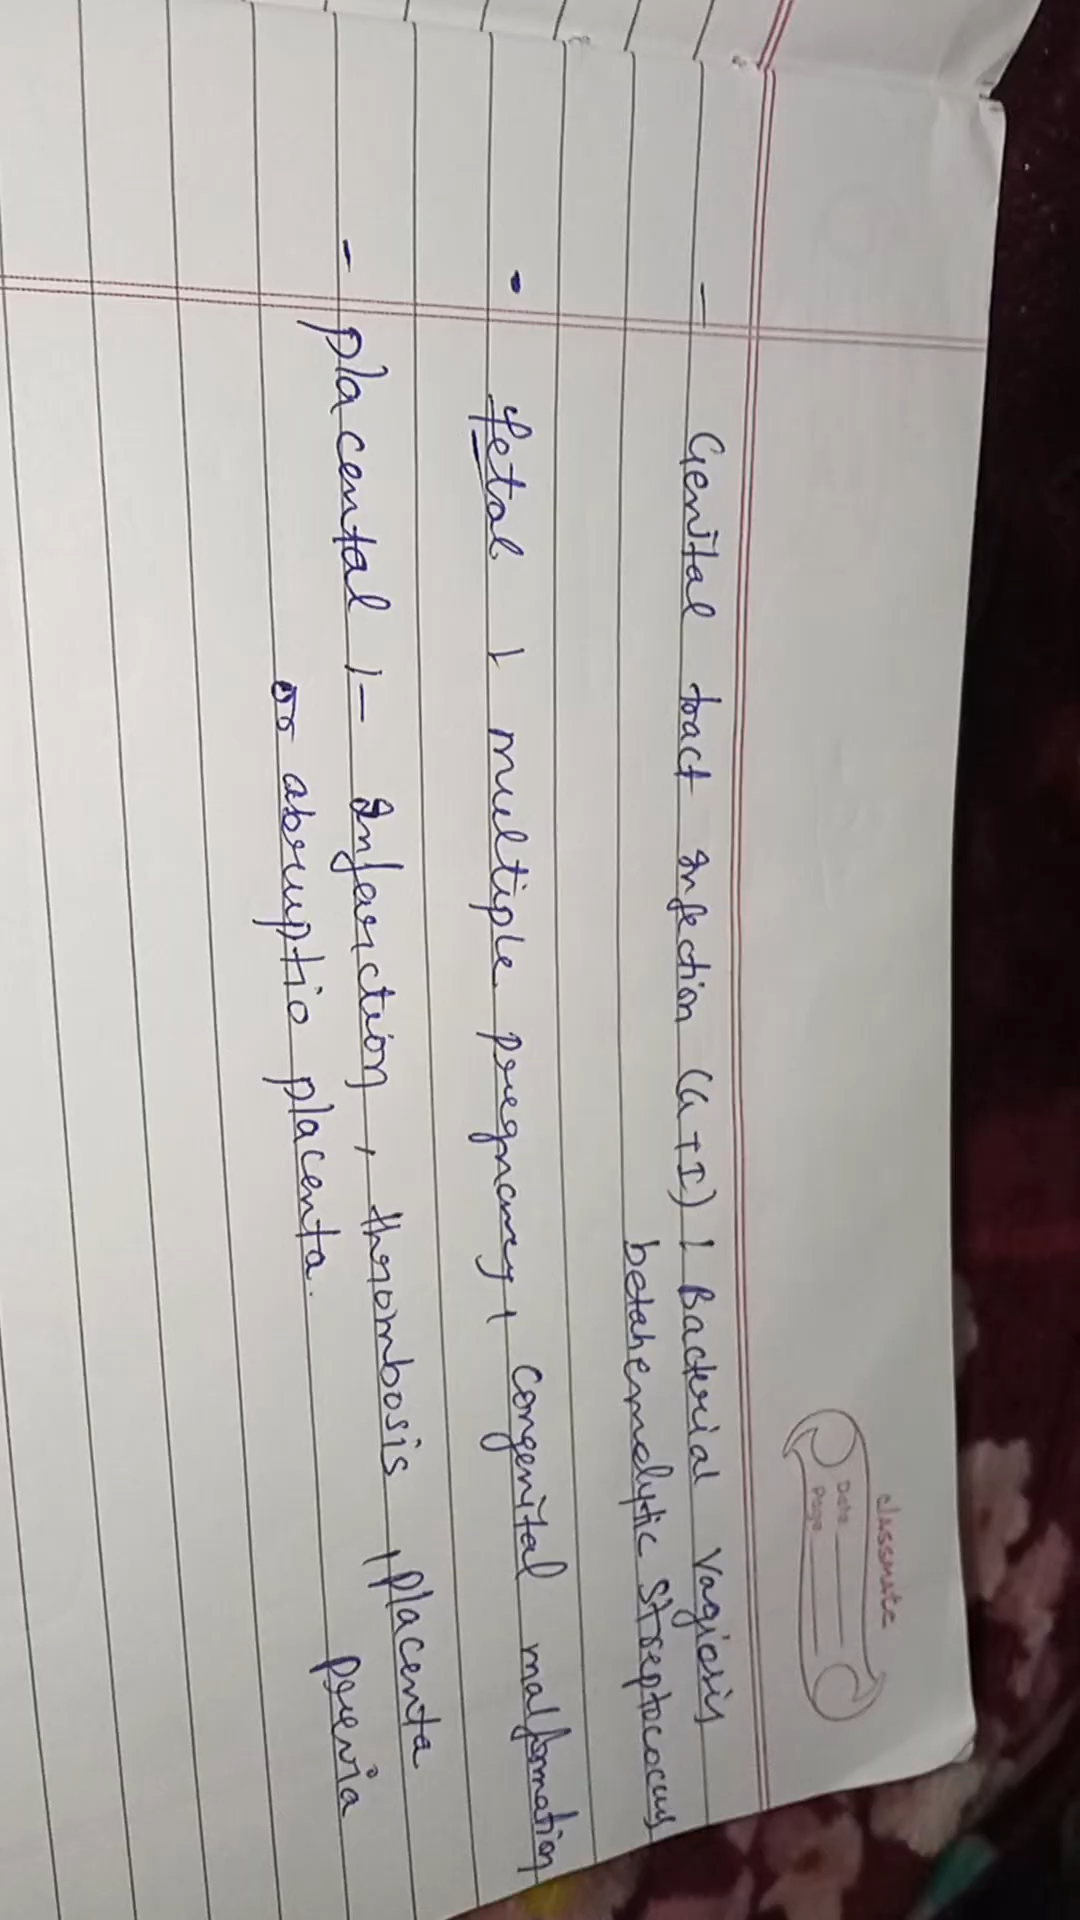 classmate
Date
Page
- Genital tract Infection (G T I) : Bacterial vagiosis
betahemolytic streptococcus
• fetal : multiple pregnancy, congenital malformation
- placental :- Infarction, thrombosis, placenta
previa
or abruptio placenta.